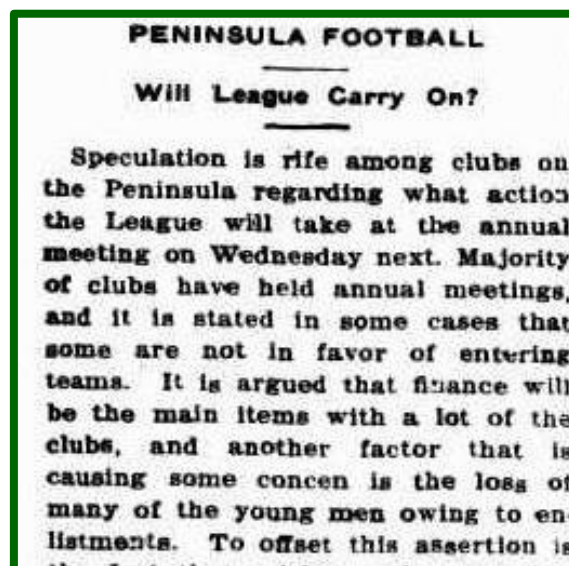 PENINSULA FOOTBALL
Will League Carry On?
Speculation is rife among clubs on
the Peninsula regarding what action
the League will take at the annual
meeting on Wednesday next. Majority
of clubs have held annual meetings,
and it is stated in some cases that
some are not in favor of entering
teams. It is argued that finance will
be the main items with a lot of the
clubs, and another factor that is
causing some concen is the loss of
many of the young men owing to en-
listments. To offset this assertion is